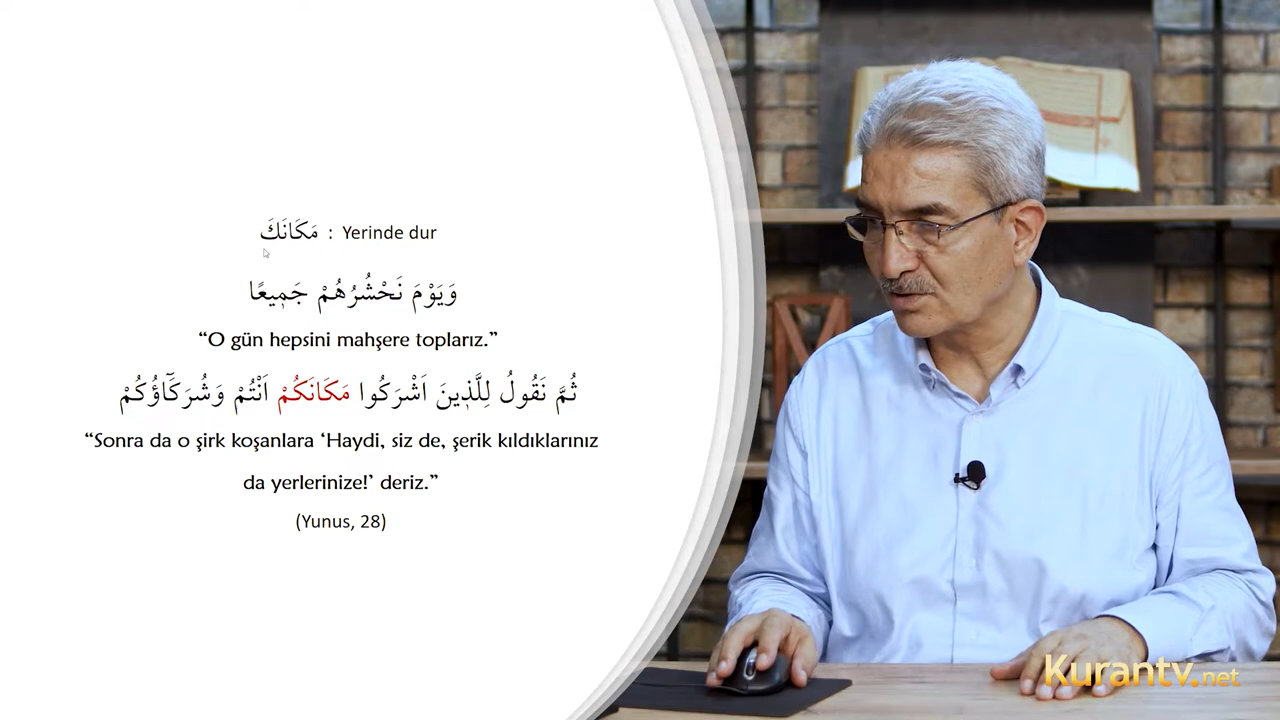 مَكَانَكَ : Yerinde dur
وَيَوْمَ نَحْشُرُهُمْ جَمٖيعًا
“O gün hepsini mahşere toplarız.”
ثُمَّ نَقُولُ لِلَّذٖينَ اَشْرَكُوا مَكَانَكُمْ اَنْتُمْ وَشُرَكَٓاؤُ۬كُمْ
“Sonra da o şirk koşanlara ‘Haydi, siz de, şerik kıldıklarınız
da yerlerinize!’ deriz.”
(Yunus, 28)
Kurantv.net